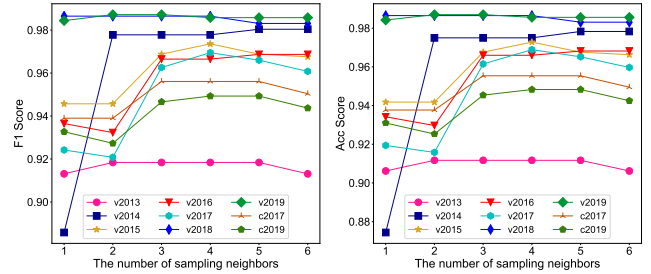 F1 Score
0.98
0.96
0.94
0.92
0.90
v2013 v2016 v2019
v2014 v2017 c2017
v2015 v2018 c2019
1 2 3 4 5 6
The number of sampling neighbors
Acc Score
0.98
0.96
0.94
0.92
0.90
0.88
v2013 v2016 v2019
v2014 v2017 c2017
v2015 v2018 c2019
1 2 3 4 5 6
The number of sampling neighbors